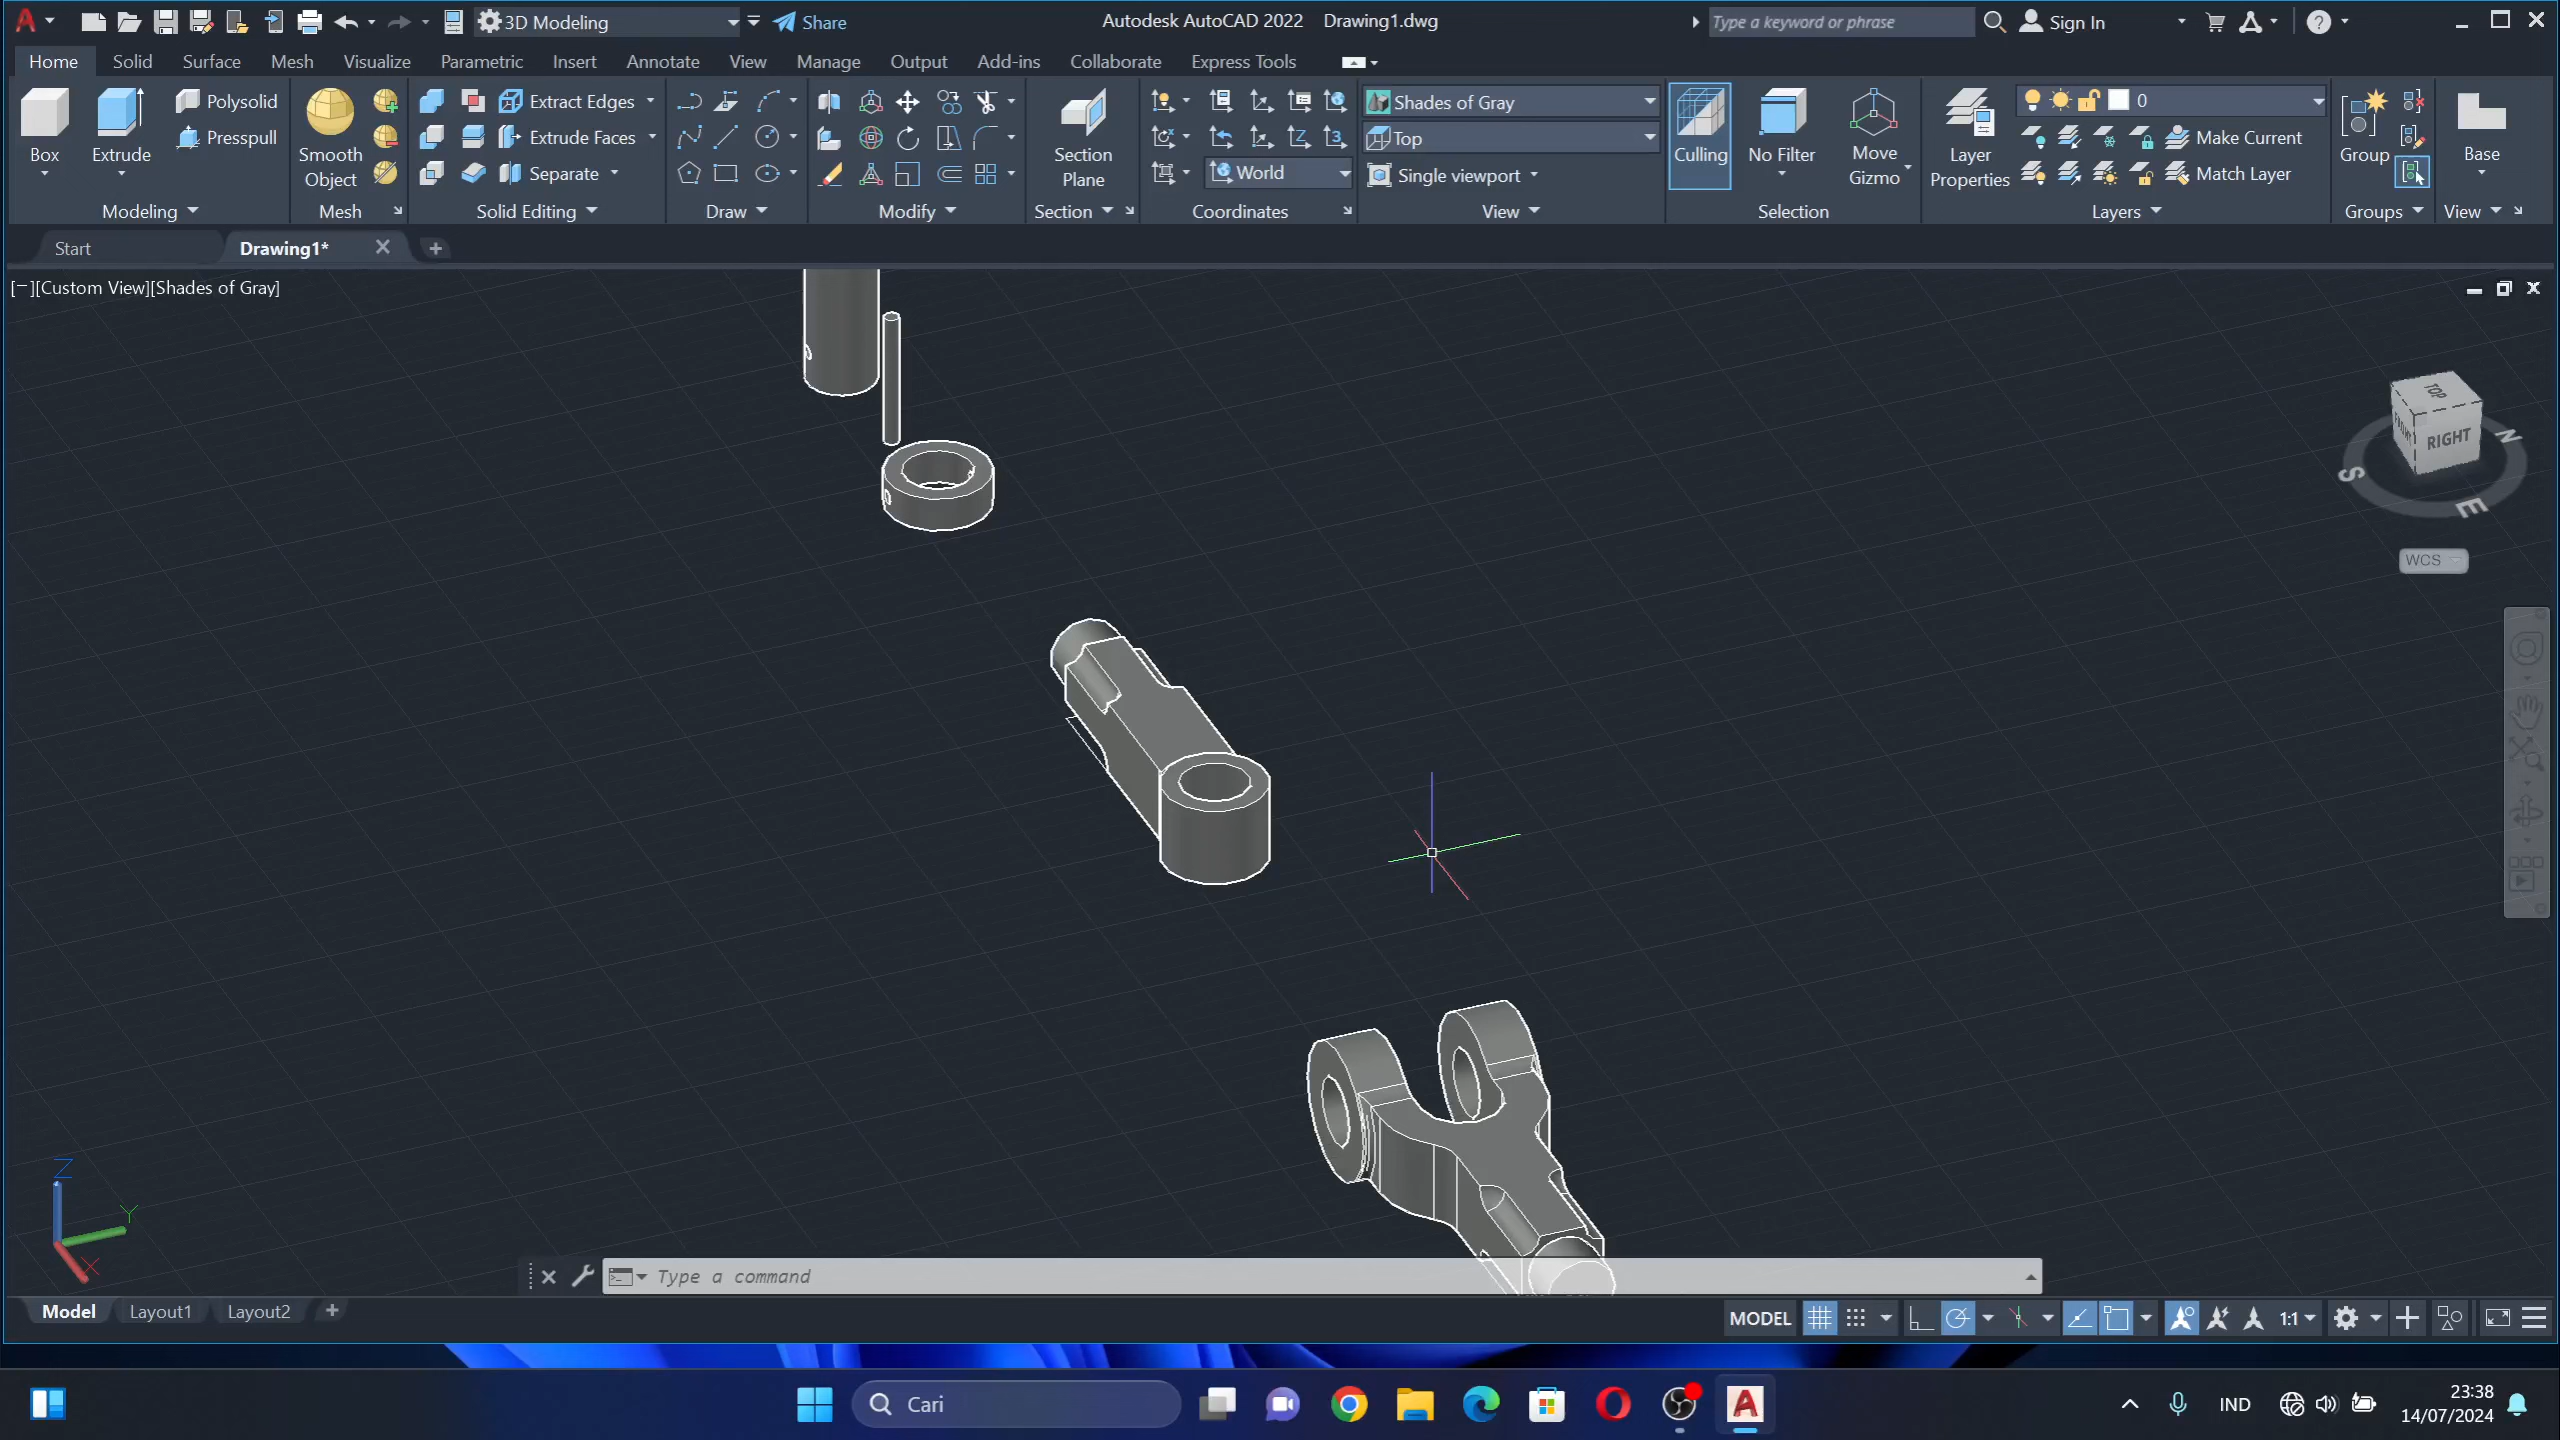 3D Modeling
Share
Autodesk AutoCAD 2022 Drawing1.dwg
Type a keyword or phrase
Sign In
Home Solid Surface Mesh Visualize Parametric Insert Annotate View Manage Output Add-ins Collaborate Express Tools
Box
Extrude
Polysolid
Presspull
Smooth
Object
Extract Edges
Extrude Faces
Separate
Section
Plane
World
Shades of Gray
Top
Single viewport
Culling
No Filter
Move
Gizmo
Layer
Properties
0
Make Current
Match Layer
Group
Base
Modeling Mesh Solid Editing Draw Modify Section Coordinates View Selection Layers Groups View
Start Drawing1*
[−][Custom View][Shades of Gray]
TOP
FRONT
RIGHT
N
S
E
WCS
Z
Y
X
Type a command
Model Layout1 Layout2
MODEL
1:1
Cari
IND
23:38
14/07/2024